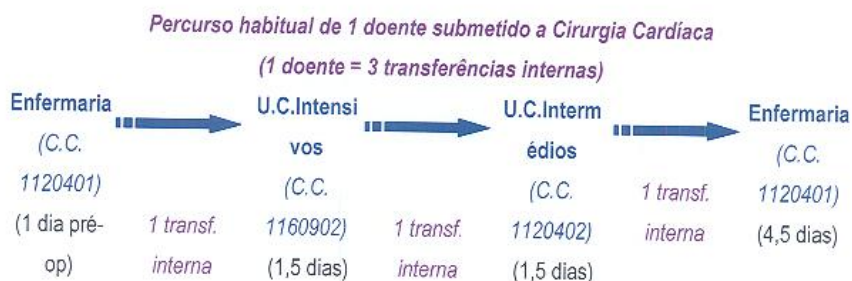 Percurso habitual de 1 doente submetido a Cirurgia Cardíaca
(1 doente = 3 transferências internas)
Enfermaria
(C.C.
1120401)
(1 dia pré-
op)
1 transf.
interna
U.C.Intensi
vos
(C.C.
1160902)
(1,5 dias)
1 transf.
interna
U.C.Interm
édios
(C.C.
1120402)
(1,5 dias)
1 transf.
interna
Enfermaria
(C.C.
1120401)
(4,5 dias)